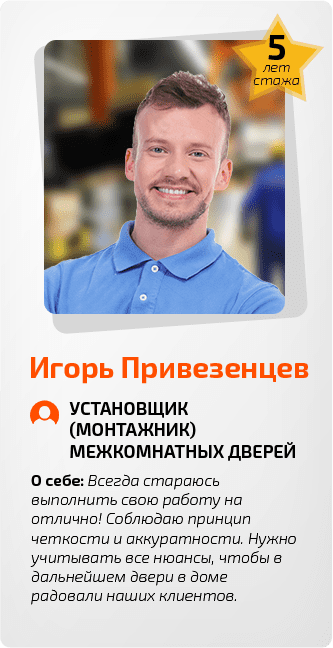 5
лет
стажа
Игорь Привезенцев
УСТАНОВЩИК
(МОНТАЖНИК)
МЕЖКОМНАТНЫХ ДВЕРЕЙ
О себе: Всегда стараюсь
выполнить свою работу на
отлично! Соблюдаю принцип
четкости и аккуратности. Нужно
учитывать все нюансы, чтобы в
дальнейшем двери в доме
радовали наших клиентов.